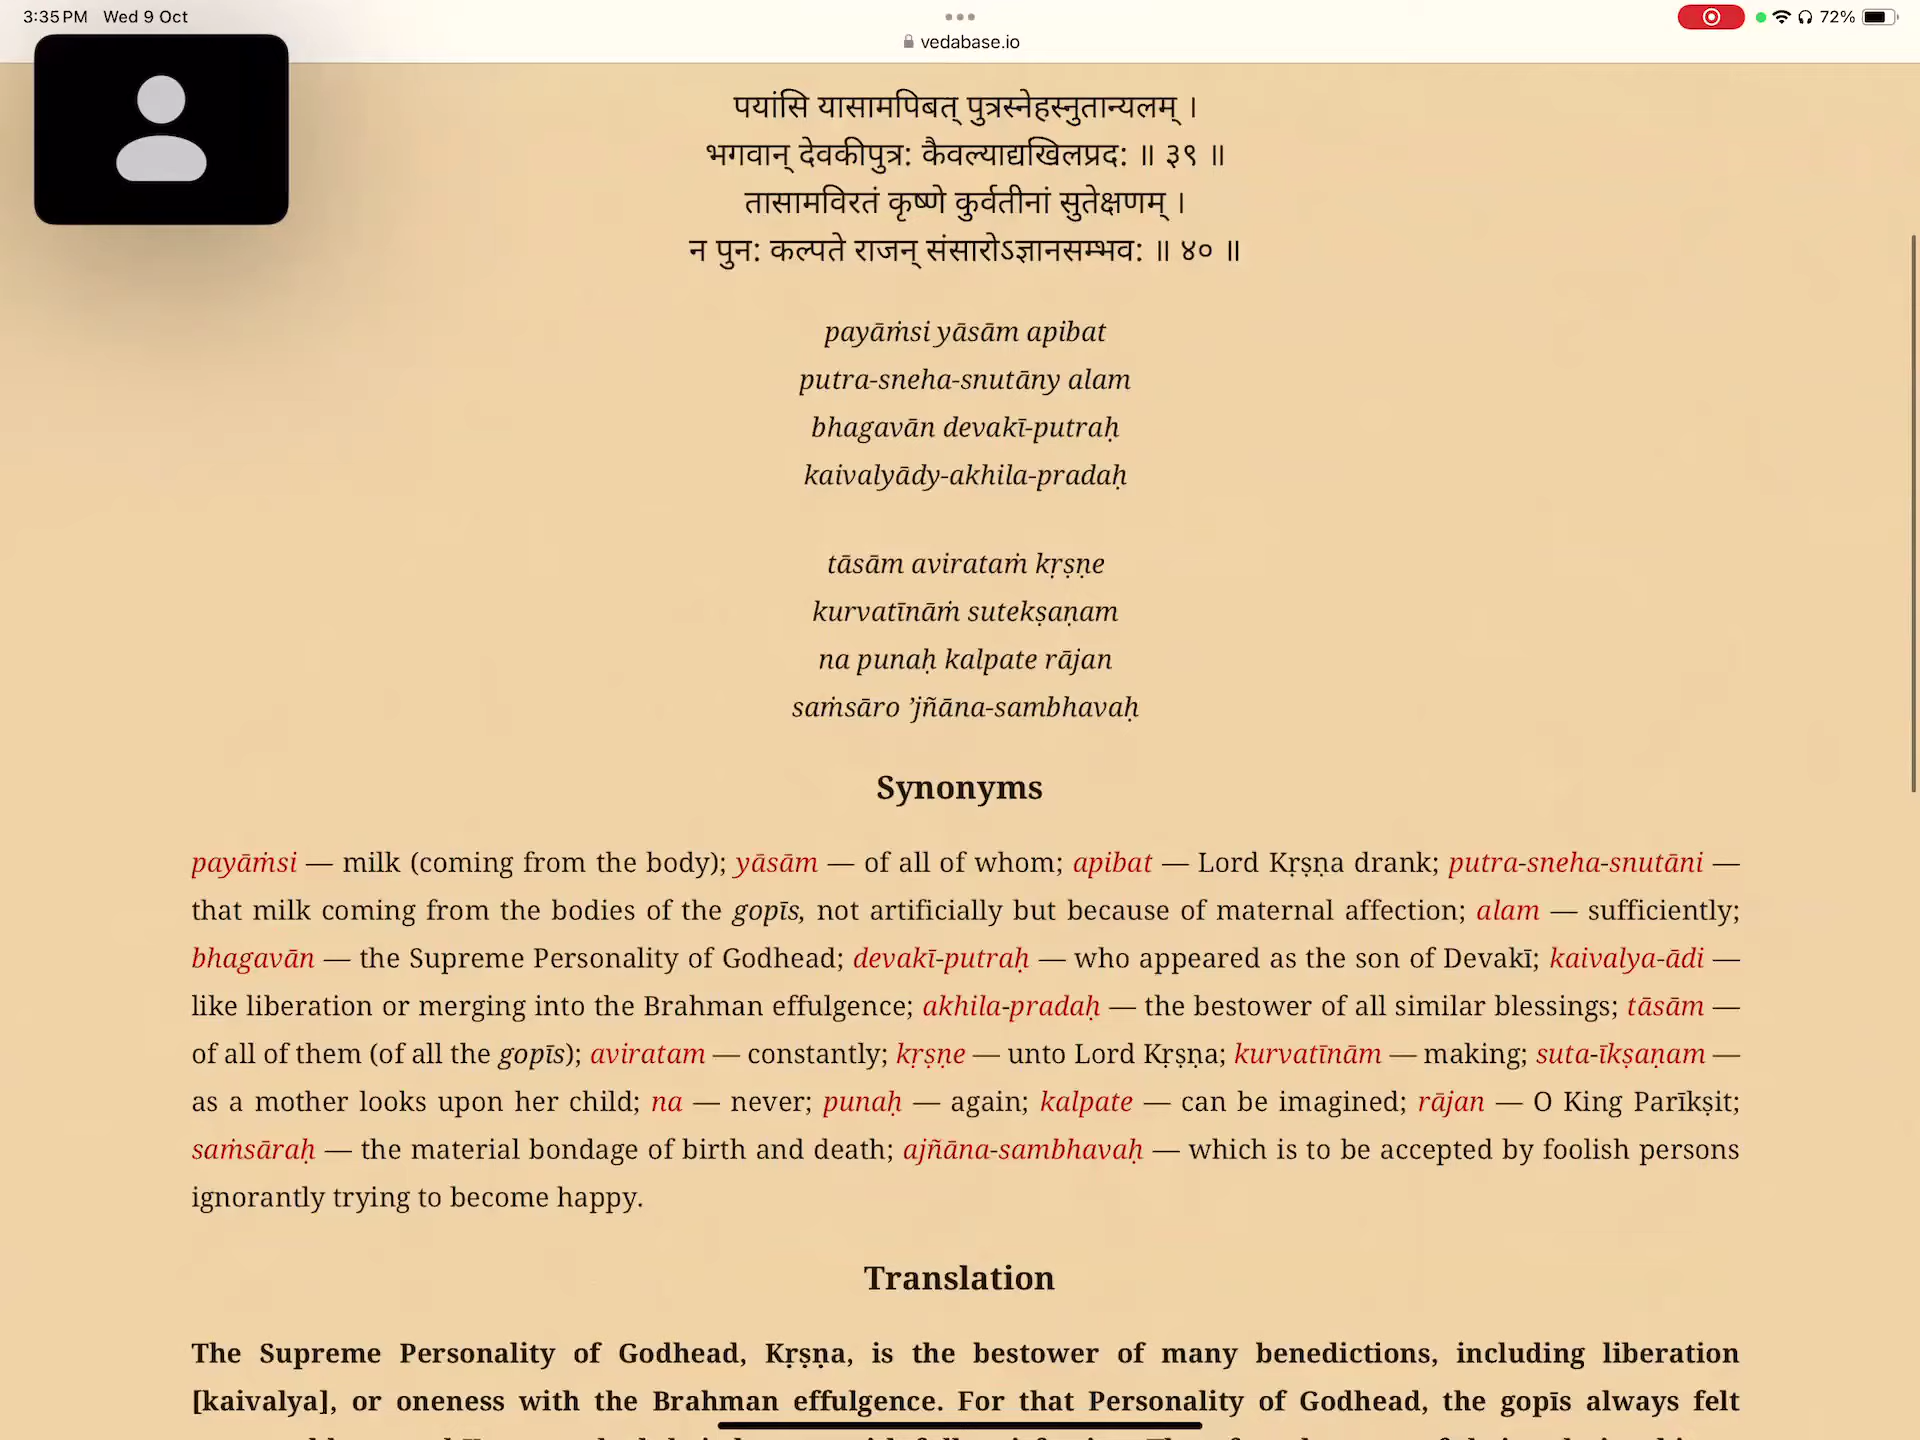 3:35 PM Wed 9 Oct
72%
vedabase.io
पयांसि यासामपिबत् पुत्रस्नेहस्नुतान्यलम् ।
भगवान् देवकीपुत्र: कैवल्याद्यखिलप्रद: ॥ ३९ ॥
तासामविरतं कृष्णे कुर्वतीनां सुतेक्षणम् ।
न पुन: कल्पते राजन् संसारोऽज्ञानसम्भव: ॥ ४० ॥
payāṁsi yāsām apibat
putra-sneha-snutāny alam
bhagavān devakī-putraḥ
kaivalyādy-akhila-pradaḥ
tāsām avirataṁ kṛṣṇe
kurvatīnāṁ sutekṣaṇam
na punaḥ kalpate rājan
saṁsāro ’jñāna-sambhavaḥ
Synonyms
payāṁsi — milk (coming from the body); yāsām — of all of whom; apibat — Lord Kṛṣṇa drank; putra-sneha-snutāni —
that milk coming from the bodies of the gopīs, not artificially but because of maternal affection; alam — sufficiently;
bhagavān — the Supreme Personality of Godhead; devakī-putraḥ — who appeared as the son of Devakī; kaivalya-ādi —
like liberation or merging into the Brahman effulgence; akhila-pradaḥ — the bestower of all similar blessings; tāsām —
of all of them (of all the gopīs); aviratam — constantly; kṛṣṇe — unto Lord Kṛṣṇa; kurvatīnām — making; suta-īkṣaṇam —
as a mother looks upon her child; na — never; punaḥ — again; kalpate — can be imagined; rājan — O King Parīkṣit;
saṁsāraḥ — the material bondage of birth and death; ajñāna-sambhavaḥ — which is to be accepted by foolish persons
ignorantly trying to become happy.
Translation
The Supreme Personality of Godhead, Kṛṣṇa, is the bestower of many benedictions, including liberation
[kaivalya], or oneness with the Brahman effulgence. For that Personality of Godhead, the gopīs always felt